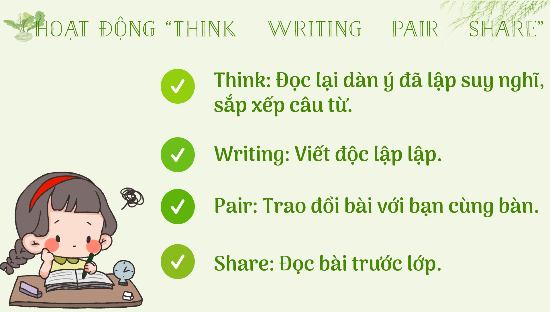 HOẠT ĐỘNG “THINK WRITING PAIR SHARE”
Think: Đọc lại dàn ý đã lập suy nghĩ,
sắp xếp câu từ.
Writing: Viết độc lập lập.
Pair: Trao đổi bài với bạn cùng bàn.
Share: Đọc bài trước lớp.